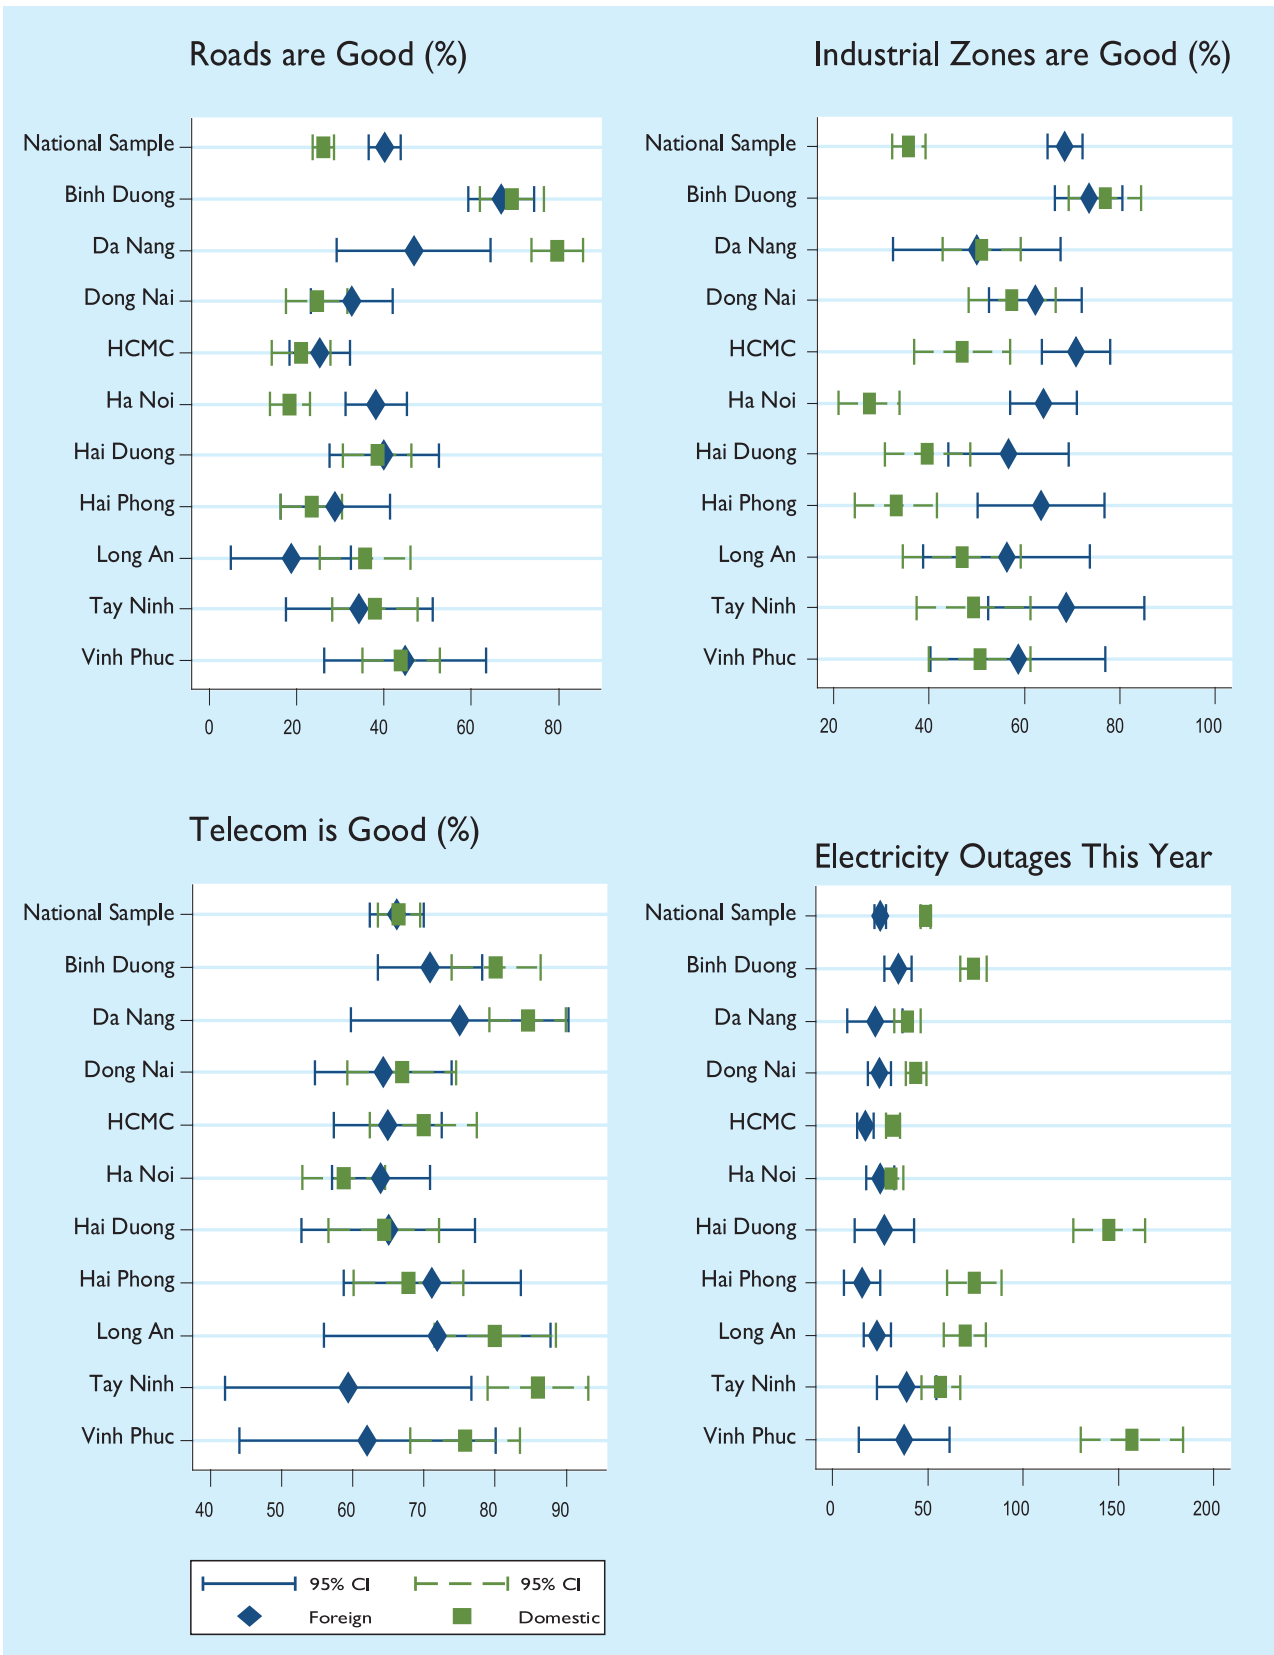 Roads are Good (%)
National Sample
Binh Duong
Da Nang
Dong Nai
HCMC
Ha Noi
Hai Duong
Hai Phong
Long An
Tay Ninh
Vinh Phuc
0 20 40 60 80
Industrial Zones are Good (%)
National Sample
Binh Duong
Da Nang
Dong Nai
HCMC
Ha Noi
Hai Duong
Hai Phong
Long An
Tay Ninh
Vinh Phuc
20 40 60 80 100
Telecom is Good (%)
National Sample
Binh Duong
Da Nang
Dong Nai
HCMC
Ha Noi
Hai Duong
Hai Phong
Long An
Tay Ninh
Vinh Phuc
40 50 60 70 80 90
Electricity Outages This Year
National Sample
Binh Duong
Da Nang
Dong Nai
HCMC
Ha Noi
Hai Duong
Hai Phong
Long An
Tay Ninh
Vinh Phuc
0 50 100 150 200
95% CI 95% CI
Foreign Domestic